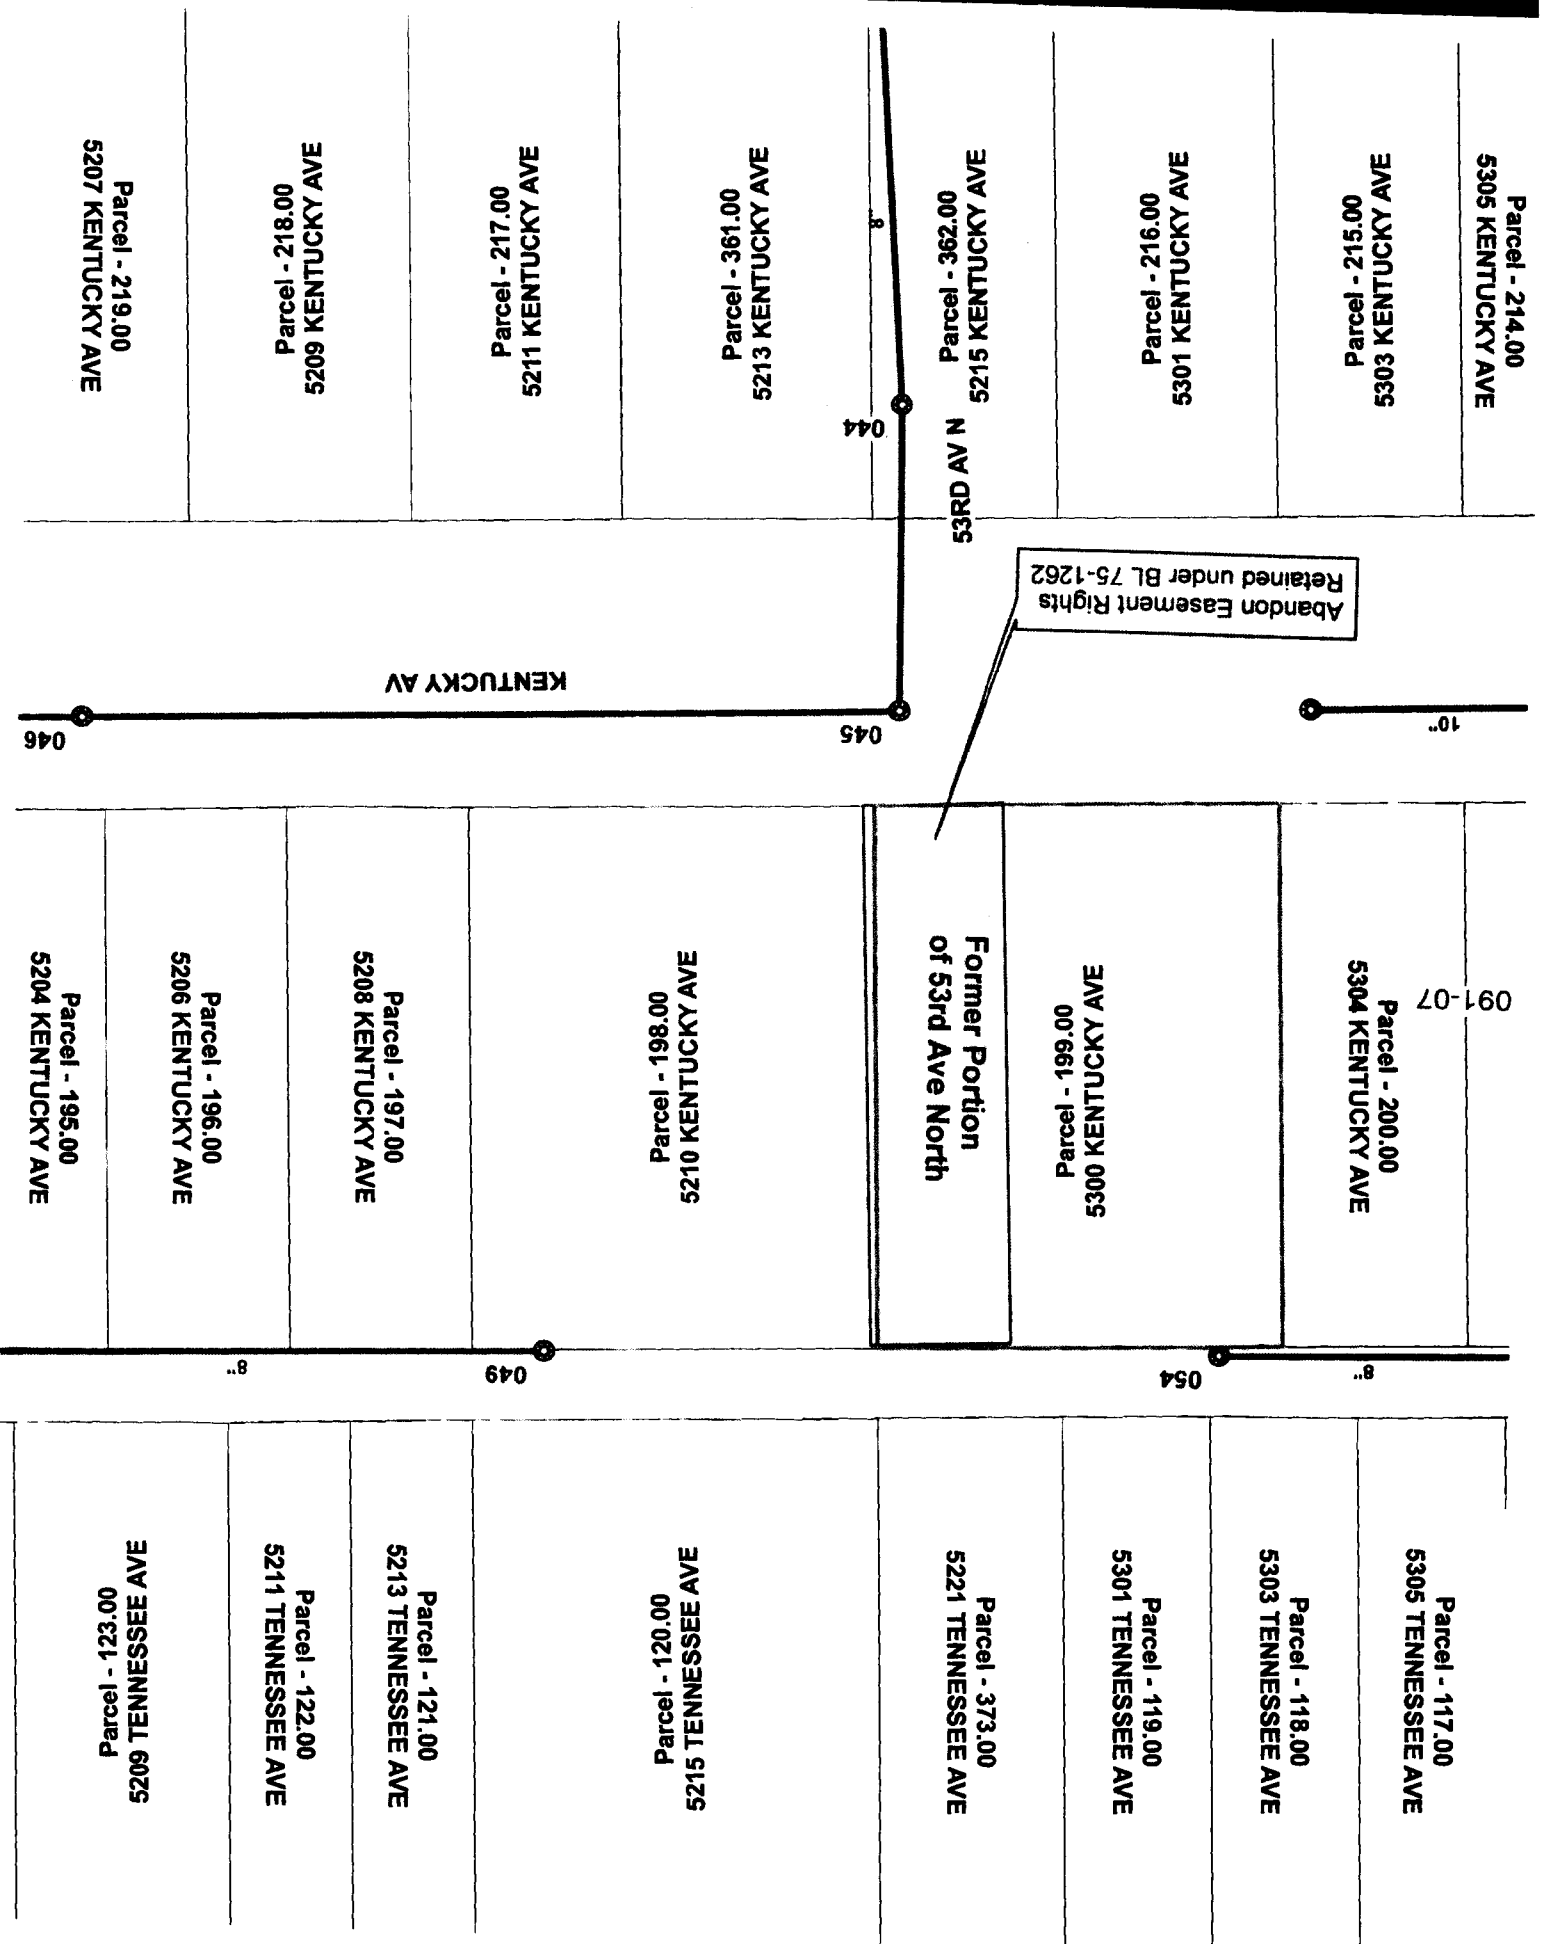 Parcel - 214.00
5305 KENTUCKY AVE
5303 KENTUCKY AVE
Parcel - 215.00
5301 KENTUCKY AVE
Parcel - 216.00
5215 KENTUCKY AVE
Parcel - 362.00
8"
5213 KENTUCKY AVE
Parcel - 361.00
5211 KENTUCKY AVE
Parcel - 217.00
5209 KENTUCKY AVE
Parcel - 218.00
Parcel - 219.00
5207 KENTUCKY AVE
044
53RD AV N
Abandon Easement Rights
Retained under BL 75-1262
KENTUCKY AV
10"
045
046
091-07
Parcel - 200.00
5304 KENTUCKY AVE
5300 KENTUCKY AVE
Parcel - 199.00
Former Portion
of 53rd Ave North
5210 KENTUCKY AVE
Parcel - 198.00
Parcel - 197.00
5208 KENTUCKY AVE
Parcel - 196.00
5206 KENTUCKY AVE
Parcel - 195.00
5204 KENTUCKY AVE
8"
054
049
8"
Parcel - 117.00
5305 TENNESSEE AVE
Parcel - 118.00
5303 TENNESSEE AVE
Parcel - 119.00
5301 TENNESSEE AVE
Parcel - 373.00
5221 TENNESSEE AVE
5215 TENNESSEE AVE
Parcel - 120.00
Parcel - 121.00
5213 TENNESSEE AVE
Parcel - 122.00
5211 TENNESSEE AVE
5209 TENNESSEE AVE
Parcel - 123.00